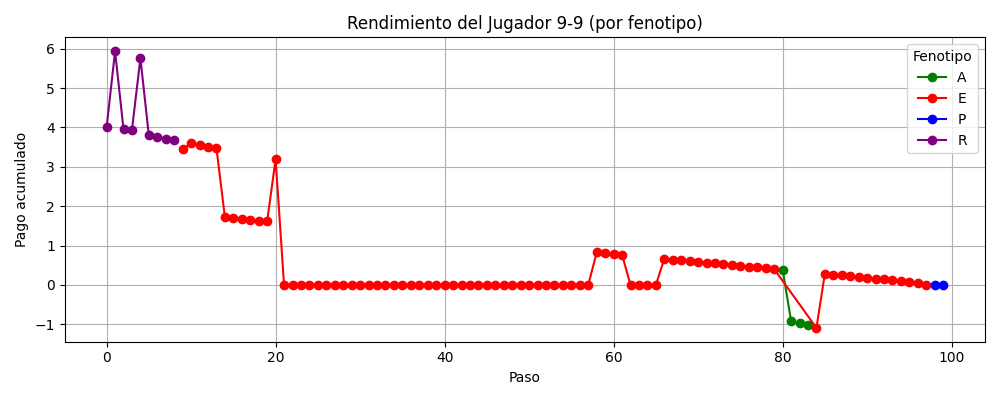 Rendimiento del Jugador 9-9 (por fenotipo)
Pago acumulado
6
5
4
3
2
1
0
−1
Fenotipo
A
E
P
R
0 20 40 60 80 100
Paso